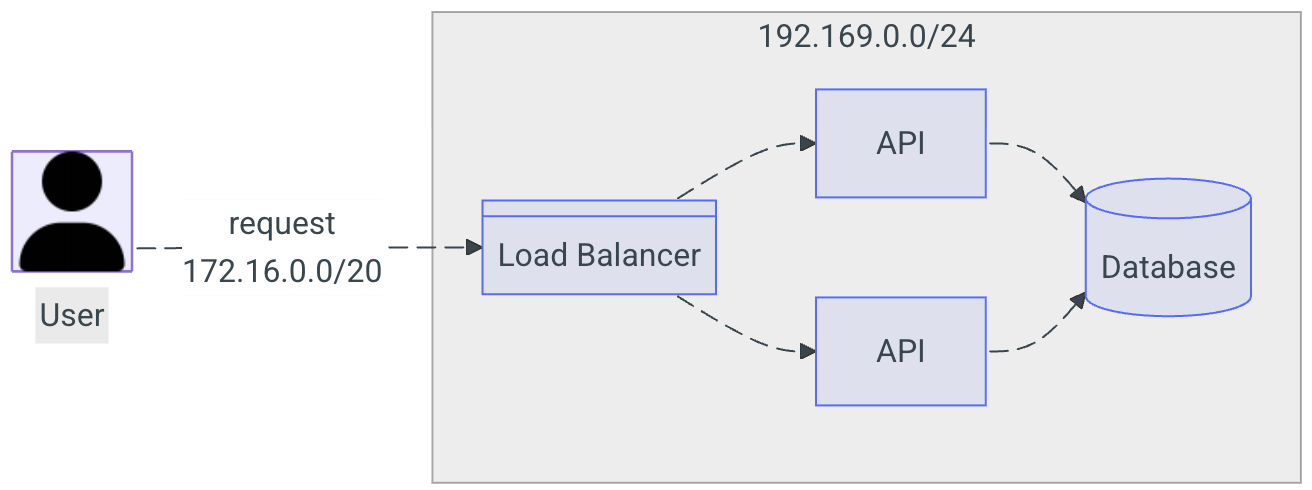 192.169.0.0/24
API
request
172.16.0.0/20
Load Balancer
Database
User
API